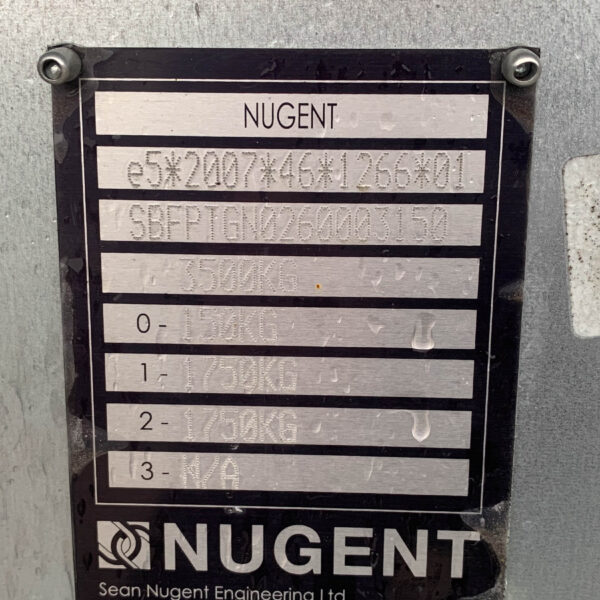 NUGENT
e5*2007*46*1266*01
SBFPTGN0260003150
3500KG
0 - 150KG
1 - 1750KG
2 - 1750KG
3 - N/A
NUGENT
Sean Nugent Engineering Ltd